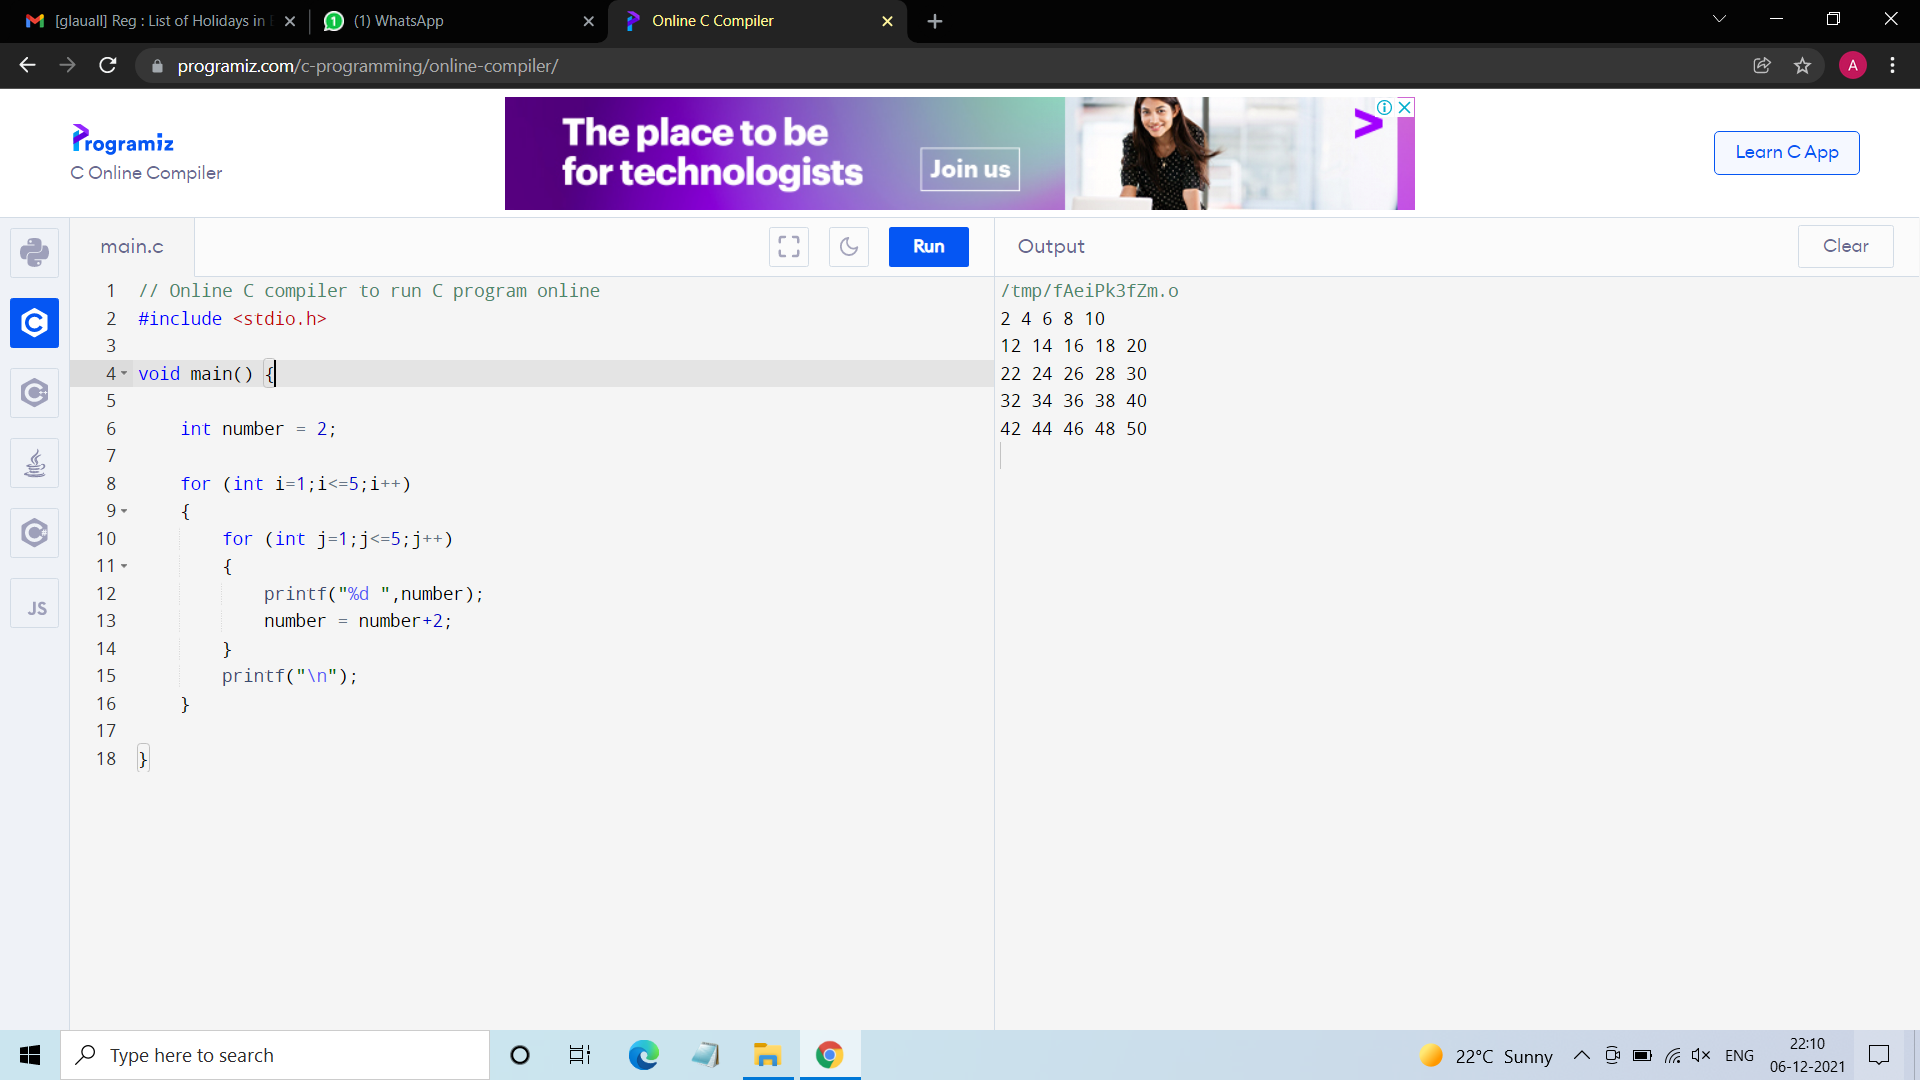 [glauall] Reg : List of Holidays in
(1) WhatsApp
Online C Compiler
programiz.com/c-programming/online-compiler/
A
Programiz
C Online Compiler
The place to be
for technologists
Join us
Learn C App
main.c
Run
Output
Clear
1 // Online C compiler to run C program online
2 #include <stdio.h>
3
4 void main() {
5
6     int number = 2;
7
8     for (int i=1;i<=5;i++)
9     {
10         for (int j=1;j<=5;j++)
11         {
12             printf("%d ",number);
13             number = number+2;
14         }
15         printf("\n");
16     }
17
18 }
/tmp/fAeiPk3fZm.o
2 4 6 8 10
12 14 16 18 20
22 24 26 28 30
32 34 36 38 40
42 44 46 48 50
JS
Type here to search
22°C Sunny
ENG
22:10
06-12-2021